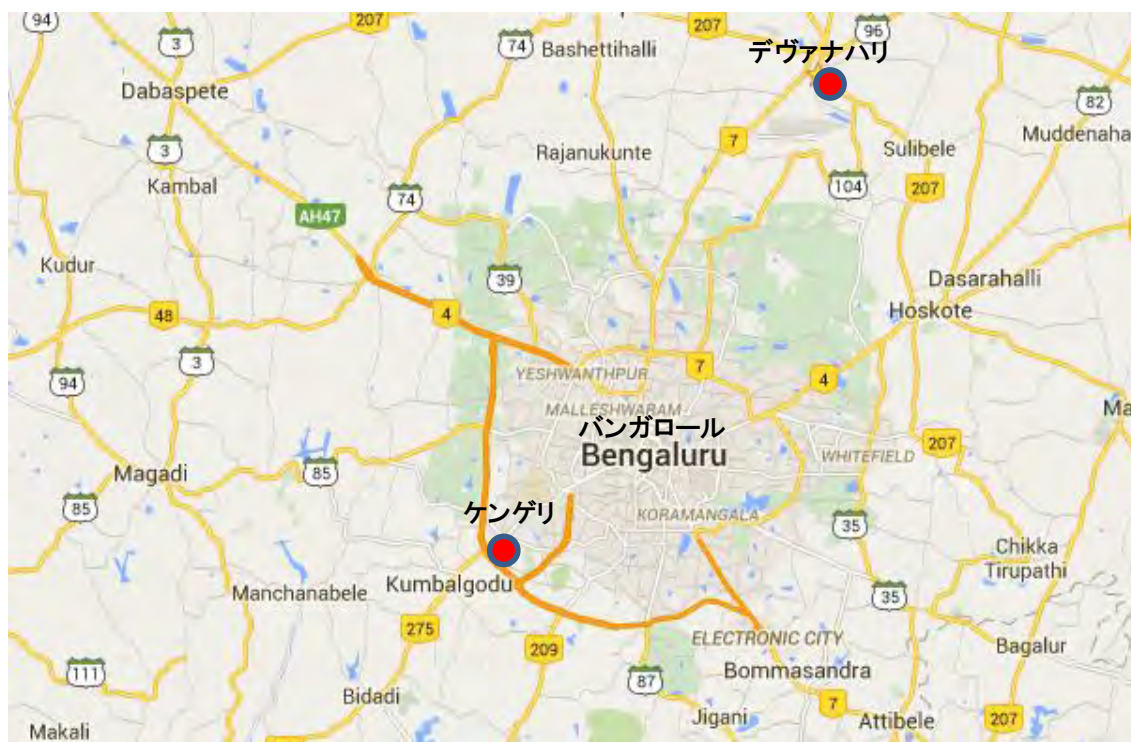 94
207
207
96
3
74
Bashettihalli
デヴァナハリ
Dabaspete
82
3
Rajanukunte
7
Sulibele
Muddenaha
Kambal
74
104
207
AH47
Kudur
39
Dasarahalli
48
4
Hoskote
3
7
4
94
YESHWANTHPUR
MALLESHWARAM
Ma
バンガロール
Bengaluru
WHITEFIELD
207
Magadi
85
85
ケンゲリ
KORAMANGALA
35
Chikka
Tirupathi
Manchanabele
Kumbalgodu
35
275
209
ELECTRONIC CITY
Bagalur
111
Bommasandra
87
Bidadi
7
Makali
Jigani
Attibele
207